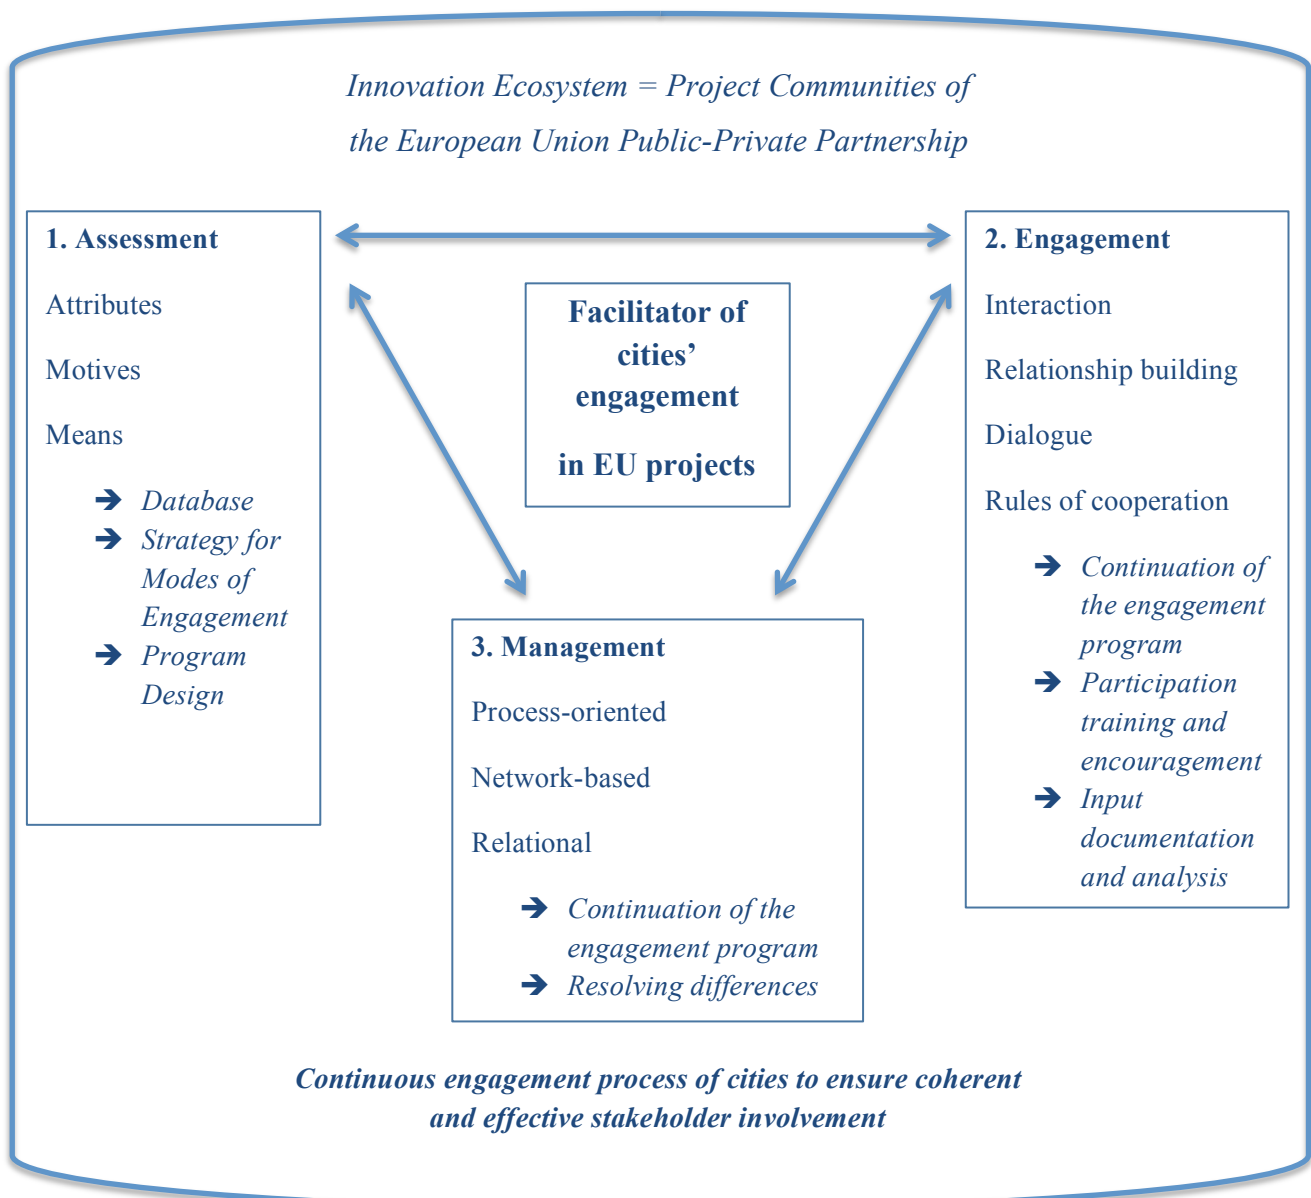 Innovation Ecosystem = Project Communities of
the European Union Public-Private Partnership
1. Assessment
Attributes
Motives
Means
➔ Database
➔ Strategy for
Modes of
Engagement
➔ Program
Design
Facilitator of
cities’
engagement
in EU projects
2. Engagement
Interaction
Relationship building
Dialogue
Rules of cooperation
➔ Continuation of
the engagement
program
➔ Participation
training and
encouragement
➔ Input
documentation
and analysis
3. Management
Process-oriented
Network-based
Relational
➔ Continuation of the
engagement program
➔ Resolving differences
Continuous engagement process of cities to ensure coherent
and effective stakeholder involvement